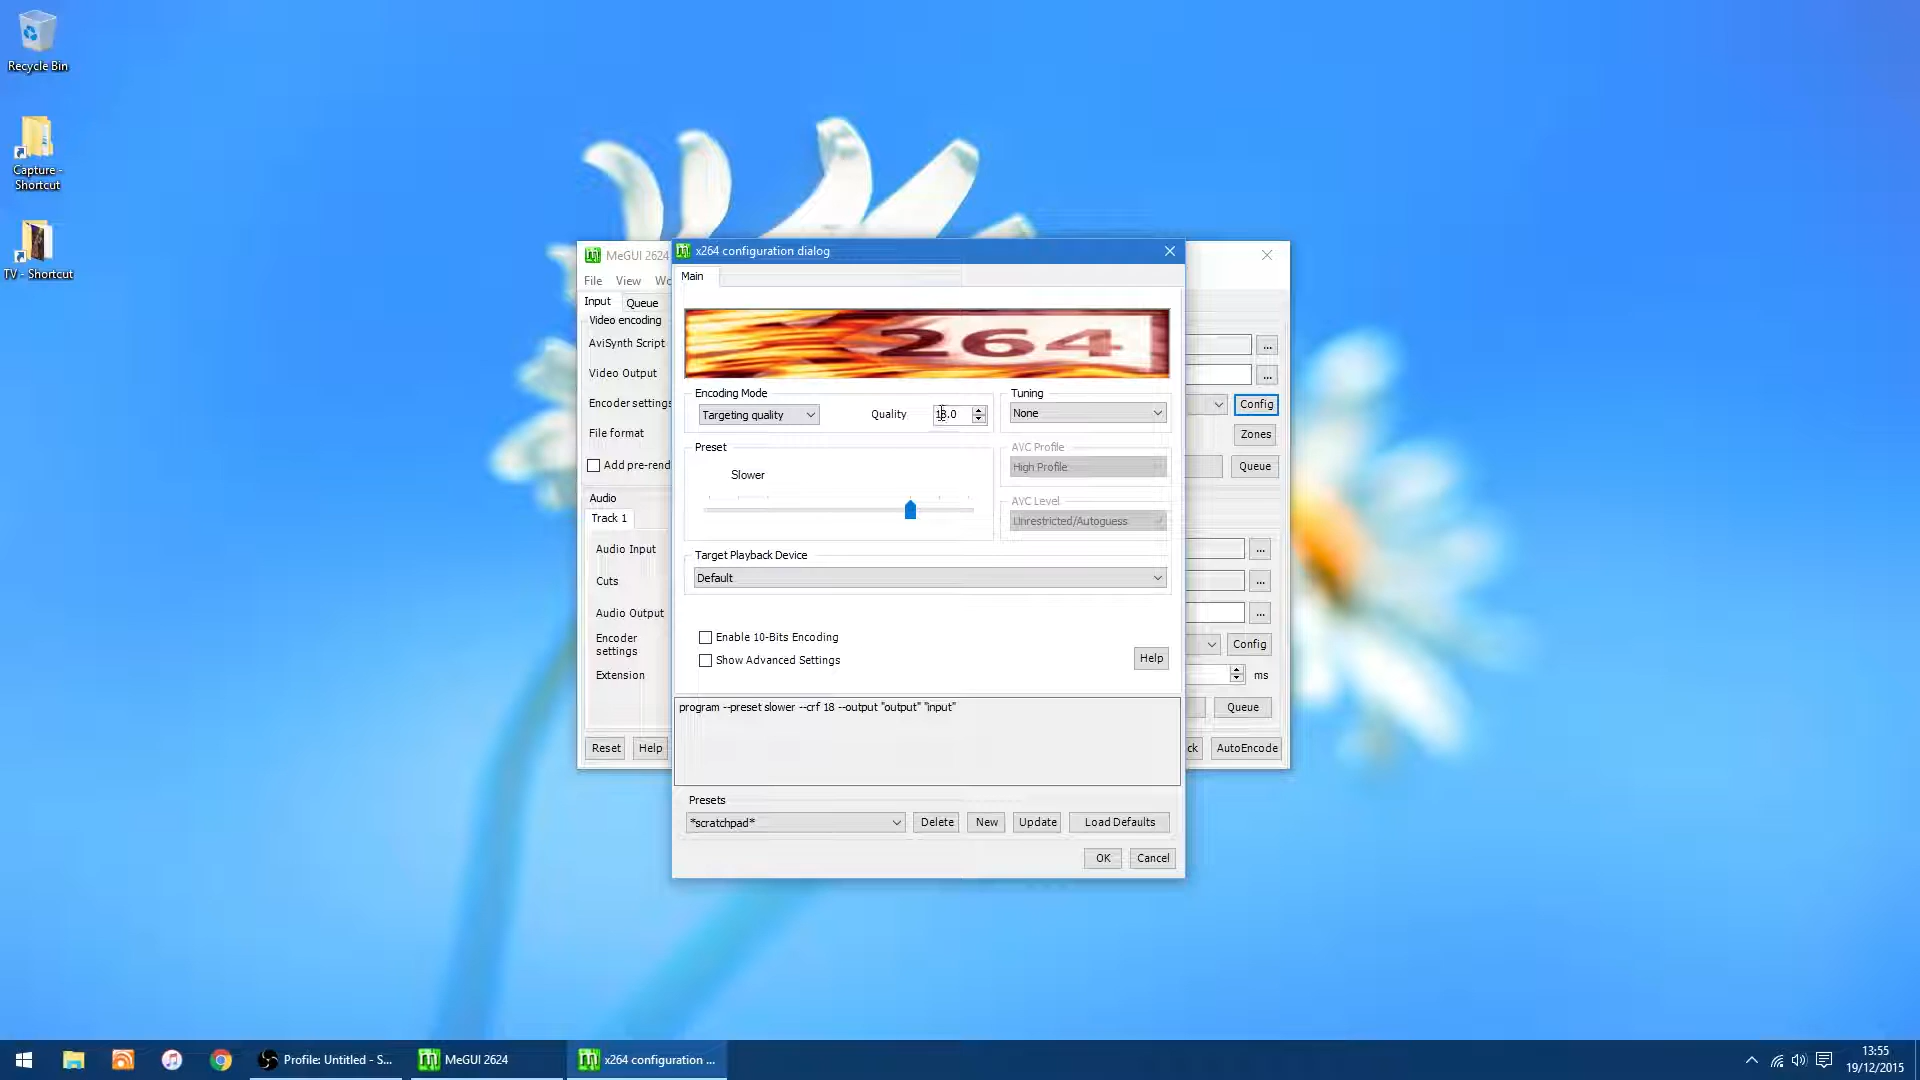 Recycle Bin
Capture -
Shortcut
TV - Shortcut
MeGUI 2624
File View Wo
Input Queue
Video encoding
AviSynth Script
...
Video Output
...
Encoder settings
Config
File format
Zones
Add pre-rend
Queue
Audio
Track 1
Audio Input
...
Cuts
...
Audio Output
...
Encoder
settings
Config
Extension
ms
Queue
Reset Help
ck AutoEncode
x264 configuration dialog
Main
264
Encoding Mode
Targeting quality
Quality
18.0
Tuning
None
Preset
Slower
AVC Profile
High Profile
AVC Level
Unrestricted/Autoguess
Target Playback Device
Default
Enable 10-Bits Encoding
Show Advanced Settings
Help
program --preset slower --crf 18 --output "output" "input"
Presets
*scratchpad*
Delete New Update Load Defaults
OK Cancel
Profile: Untitled - S...
MeGUI 2624
x264 configuration ...
13:55
19/12/2015